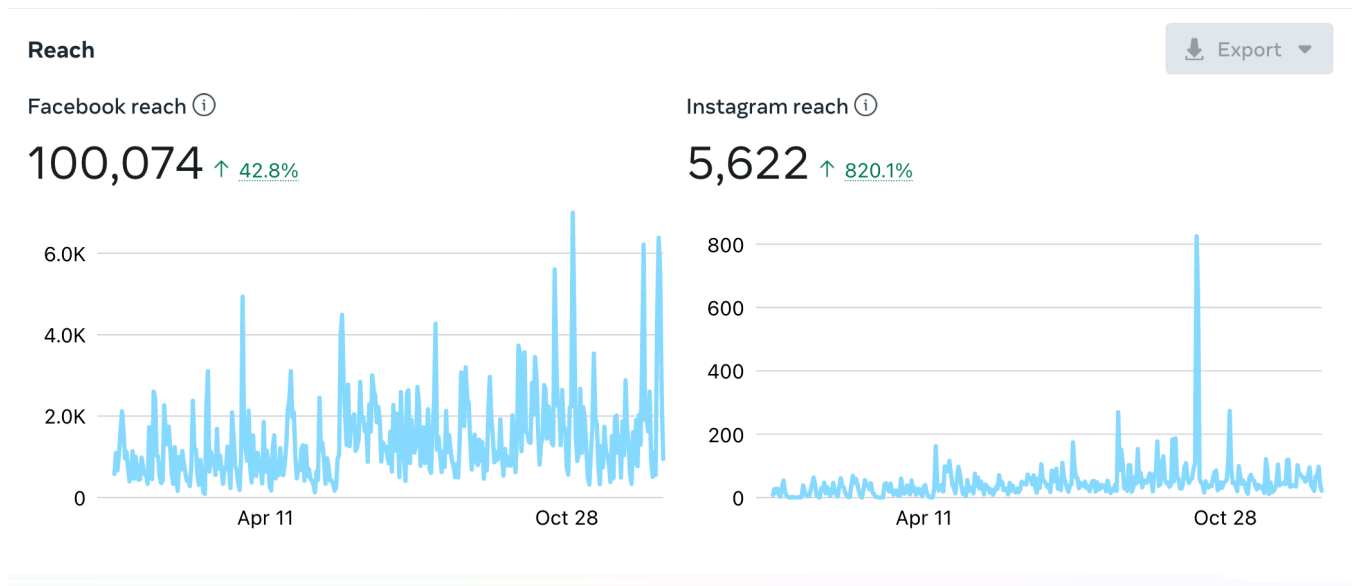 Reach
Export
Facebook reach
100,074 ↑ 42.8%
6.0K
4.0K
2.0K
0
Apr 11
Oct 28
Instagram reach
5,622 ↑ 820.1%
800
600
400
200
0
Apr 11
Oct 28